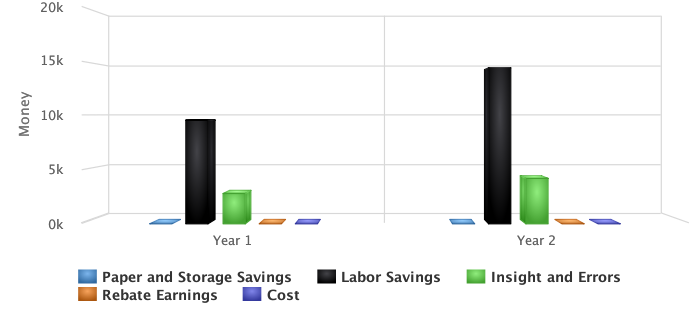 20k
15k
10k
5k
0k
Money
Year 1
Year 2
Paper and Storage Savings
Labor Savings
Insight and Errors
Rebate Earnings
Cost